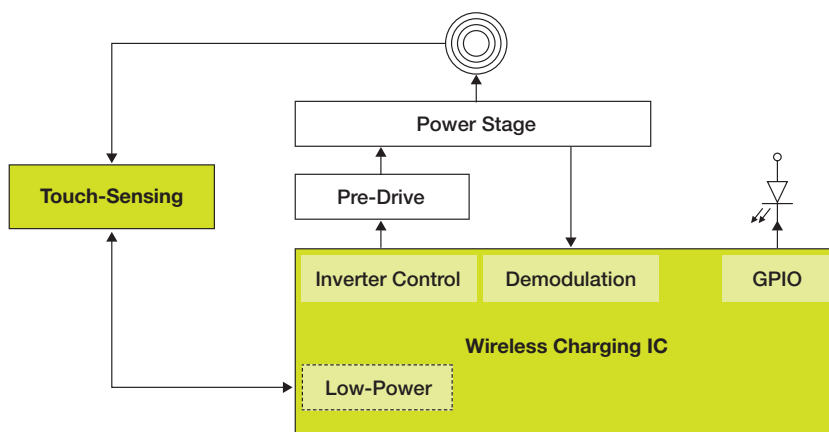 Power Stage
Touch-Sensing
Pre-Drive
Inverter Control
Demodulation
GPIO
Wireless Charging IC
Low-Power